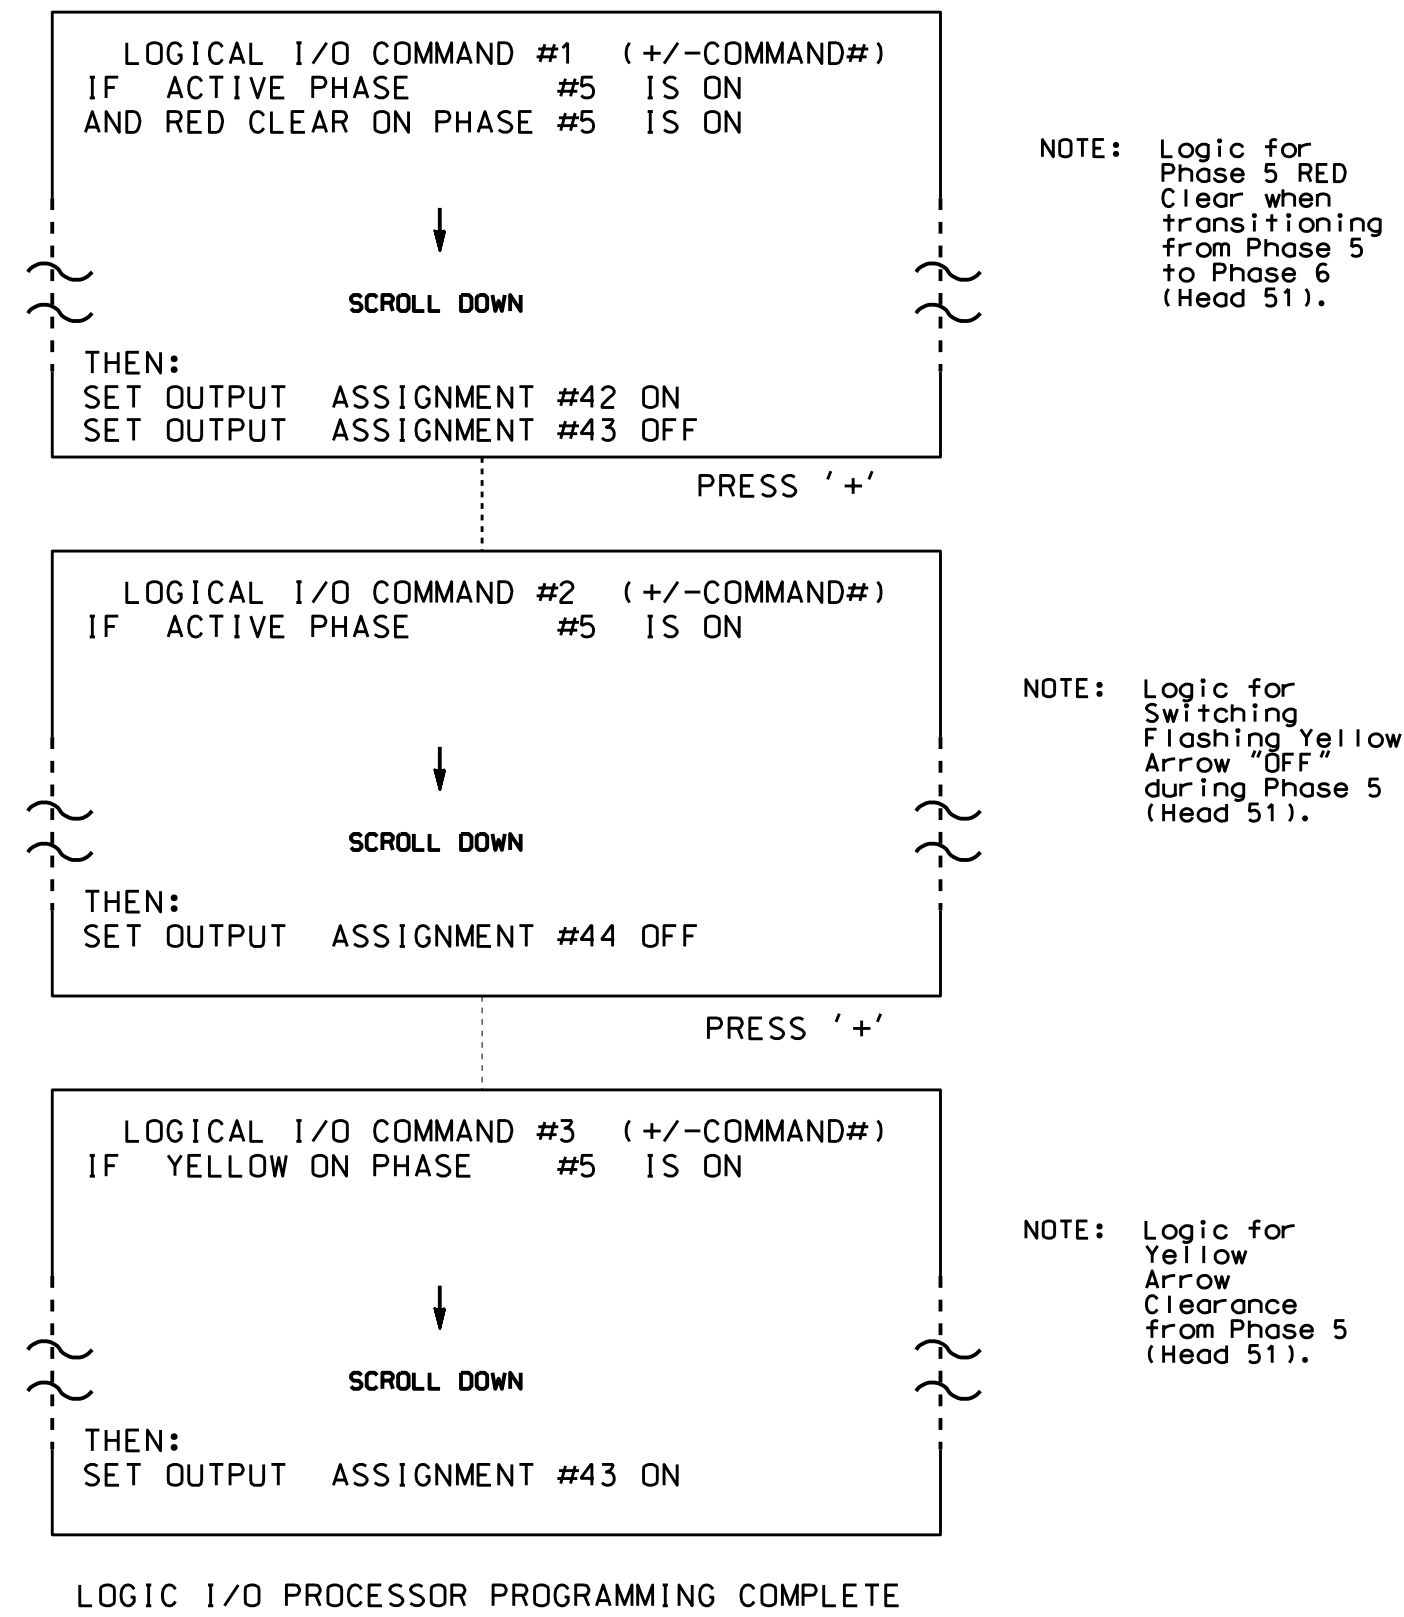 LOGICAL I/O COMMAND #1 (+/-COMMAND#)
IF ACTIVE PHASE #5 IS ON
AND RED CLEAR ON PHASE #5 IS ON
SCROLL DOWN
THEN:
SET OUTPUT ASSIGNMENT #42 ON
SET OUTPUT ASSIGNMENT #43 OFF
NOTE: Logic for
Phase 5 RED
Clear when
transitioning
from Phase 5
to Phase 6
(Head 51).
PRESS '+'
LOGICAL I/O COMMAND #2 (+/-COMMAND#)
IF ACTIVE PHASE #5 IS ON
SCROLL DOWN
THEN:
SET OUTPUT ASSIGNMENT #44 OFF
NOTE: Logic for
Switching
Flashing Yellow
Arrow "OFF"
during Phase 5
(Head 51).
PRESS '+'
LOGICAL I/O COMMAND #3 (+/-COMMAND#)
IF YELLOW ON PHASE #5 IS ON
SCROLL DOWN
THEN:
SET OUTPUT ASSIGNMENT #43 ON
NOTE: Logic for
Yellow
Arrow
Clearance
from Phase 5
(Head 51).
LOGIC I/O PROCESSOR PROGRAMMING COMPLETE